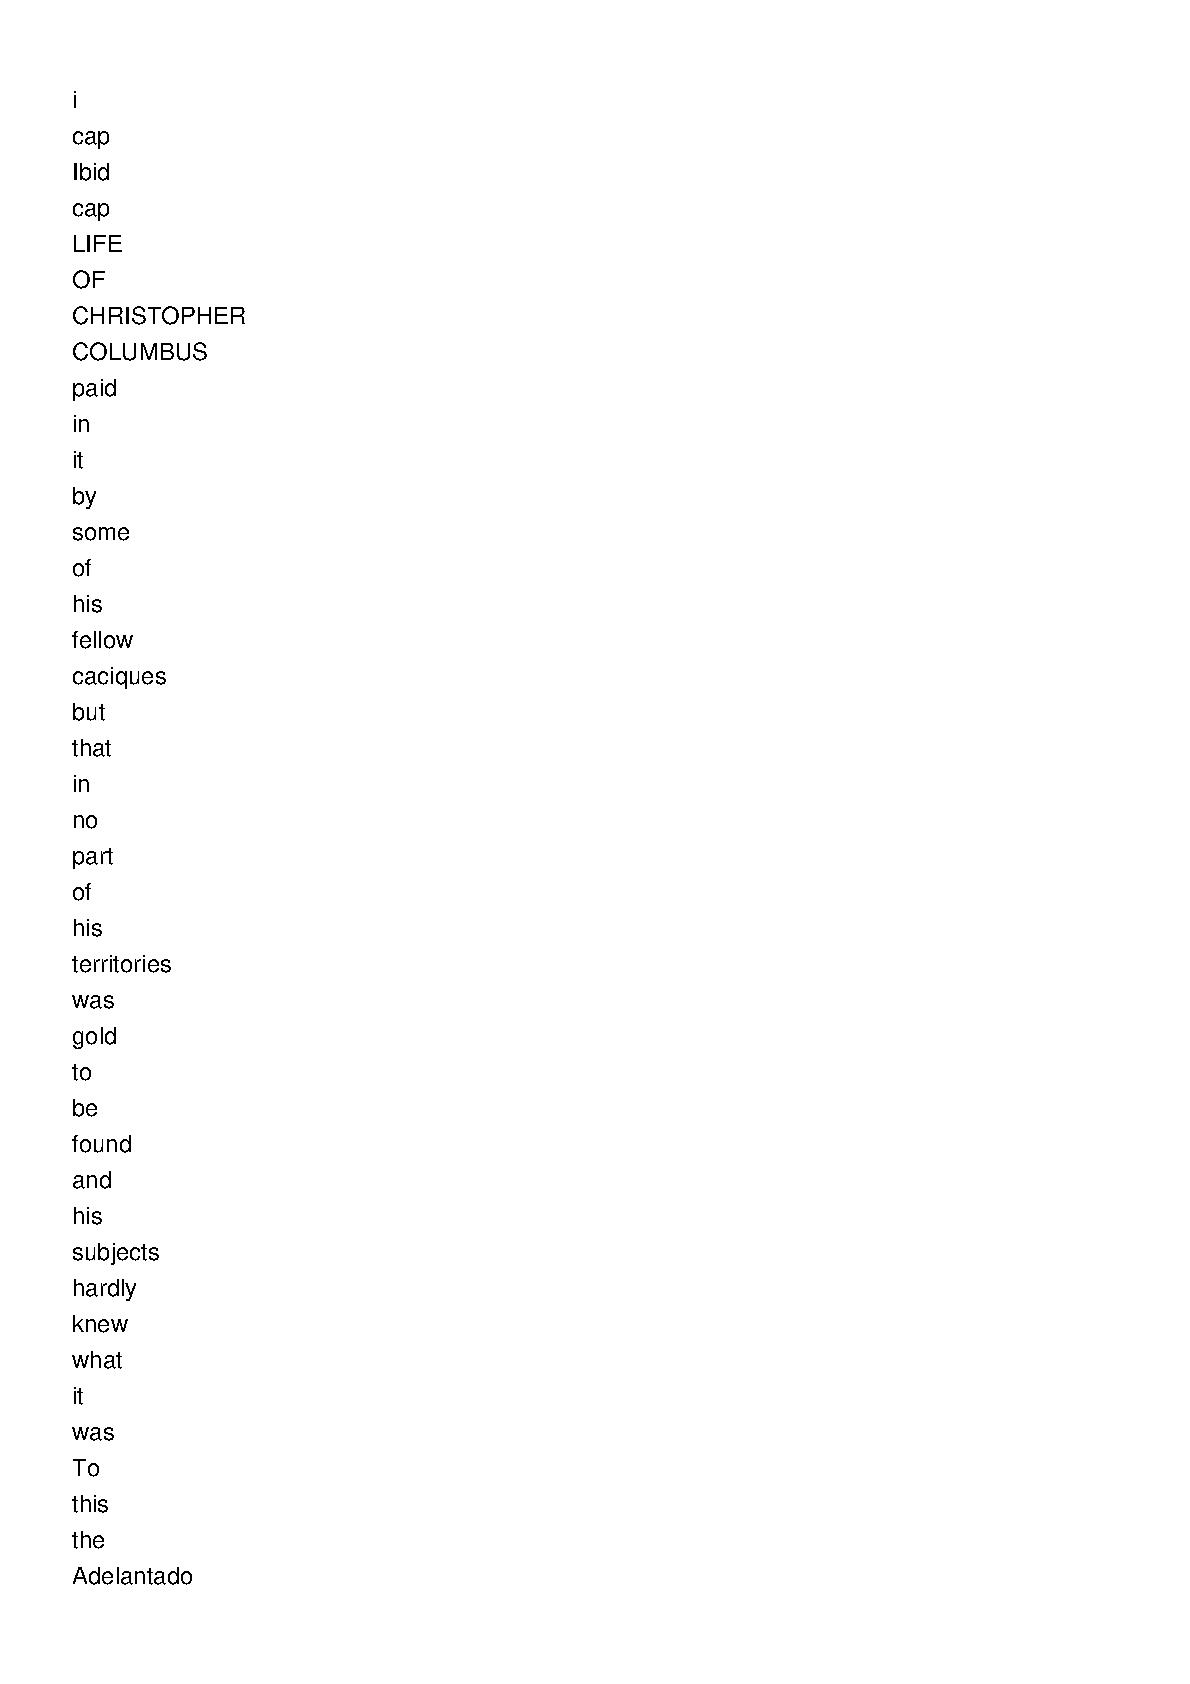 i
cap
Ibid
cap
LIFE
OF
CHRISTOPHER
COLUMBUS
paid
in
it
by
some
of
his
fellow
caciques
but
that
in
no
part
of
his
territories
was
gold
to
be
found
and
his
subjects
hardly
knew
what
it
was
To
this
the
Adelantado